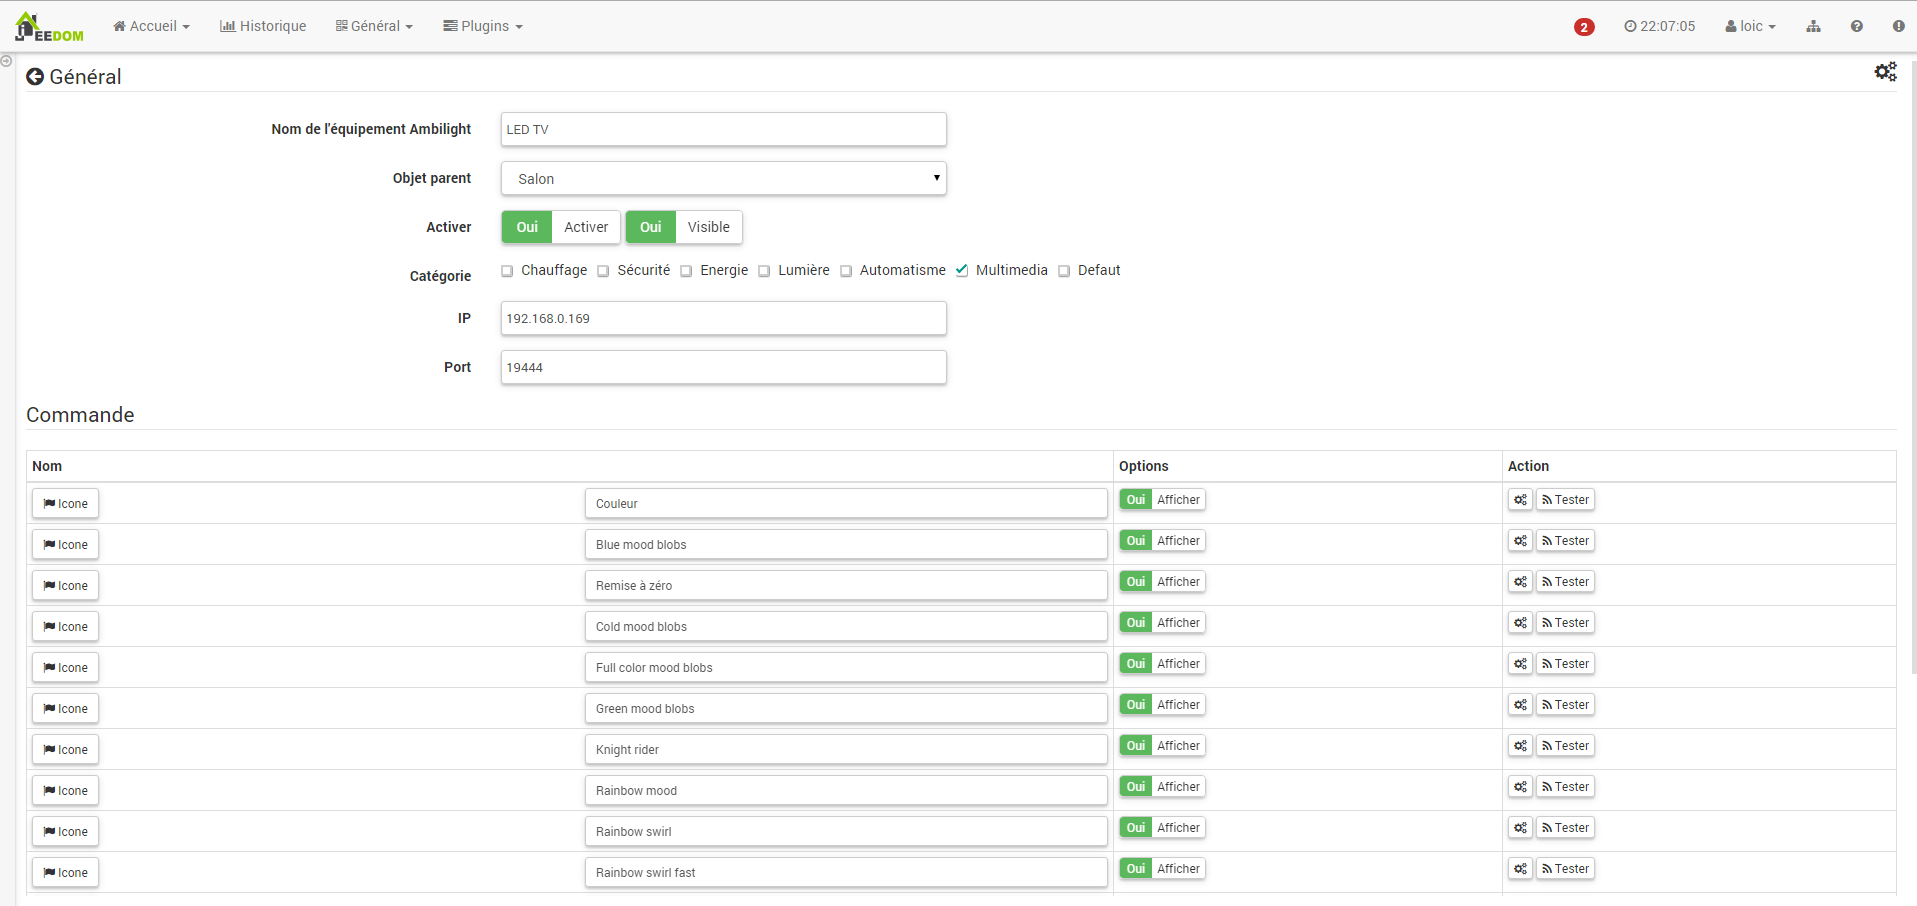 JEEDOM Accueil Historique Général Plugins 2 22:07:05 loic
Général
Nom de l'équipement Ambilight LED TV
Objet parent Salon
Activer Oui Activer Oui Visible
Catégorie Chauffage Sécurité Energie Lumière Automatisme Multimedia Defaut
IP 192.168.0.169
Port 19444
Commande
Nom Options Action
Icone Couleur Oui Afficher Tester
Icone Blue mood blobs Oui Afficher Tester
Icone Remise à zéro Oui Afficher Tester
Icone Cold mood blobs Oui Afficher Tester
Icone Full color mood blobs Oui Afficher Tester
Icone Green mood blobs Oui Afficher Tester
Icone Knight rider Oui Afficher Tester
Icone Rainbow mood Oui Afficher Tester
Icone Rainbow swirl Oui Afficher Tester
Icone Rainbow swirl fast Oui Afficher Tester